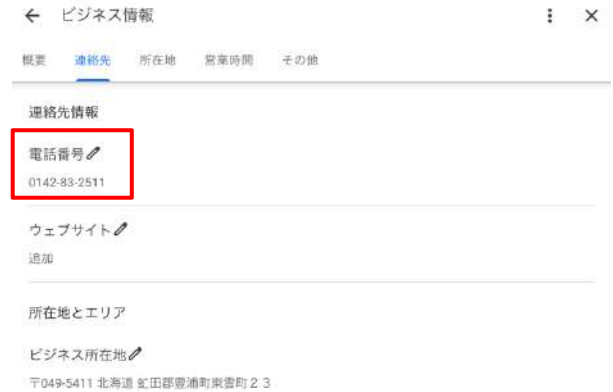 ビジネス情報
概要 連絡先 所在地 営業時間 その他
連絡先情報
電話番号
0142-83-2511
ウェブサイト
追加
所在地とエリア
ビジネス所在地
〒049-5411 北海道 虻田郡豊浦町東雲町２３